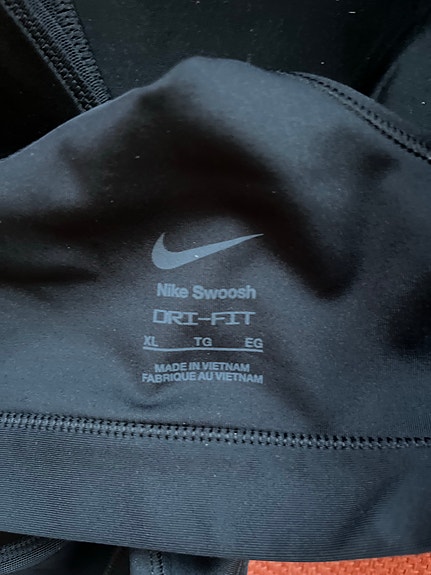 Nike Swoosh
DRI-FIT
XL TG EG
MADE IN VIETNAM
FABRIQUE AU VIETNAM